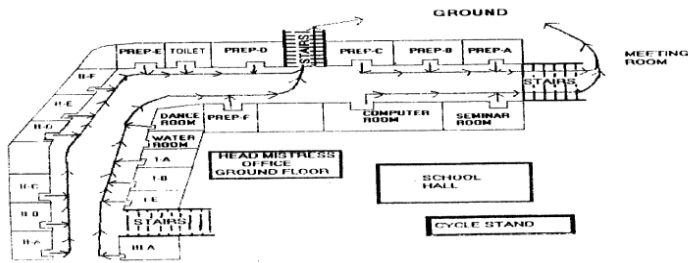 GROUND
MEETING
ROOM
STAIRS
PREP-E
TOILET
PREP-D
PREP-C
PREP-B
PREP-A
STAIRS
II-F
II-E
II-D
II-C
II-B
II-A
DANCE
ROOM
PREP-F
COMPUTER
ROOM
SEMINAR
ROOM
WATER
ROOM
I-A
I-B
I-E
STAIRS
III-A
HEAD MISTRESS
OFFICE
GROUND FLOOR
SCHOOL
HALL
CYCLE STAND